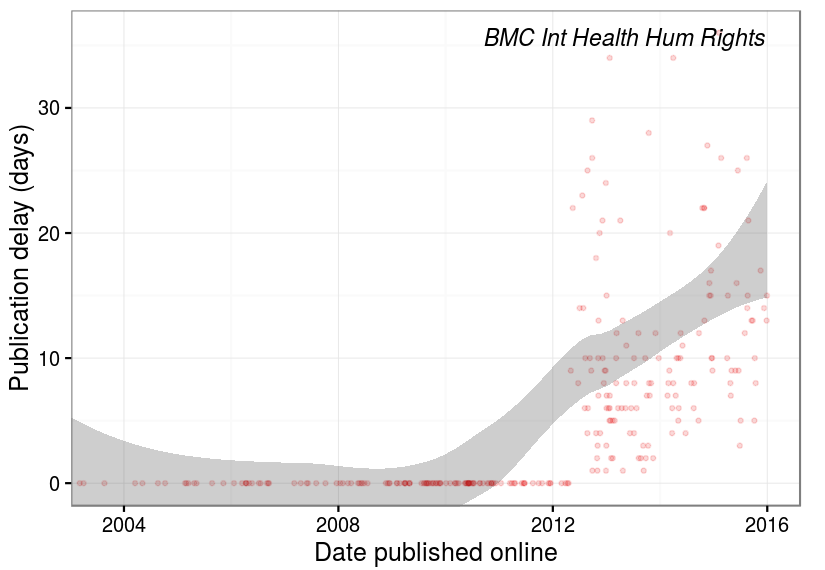 BMC Int Health Hum Rights
Publication delay (days)
30
20
10
0
2004
2008
2012
2016
Date published online